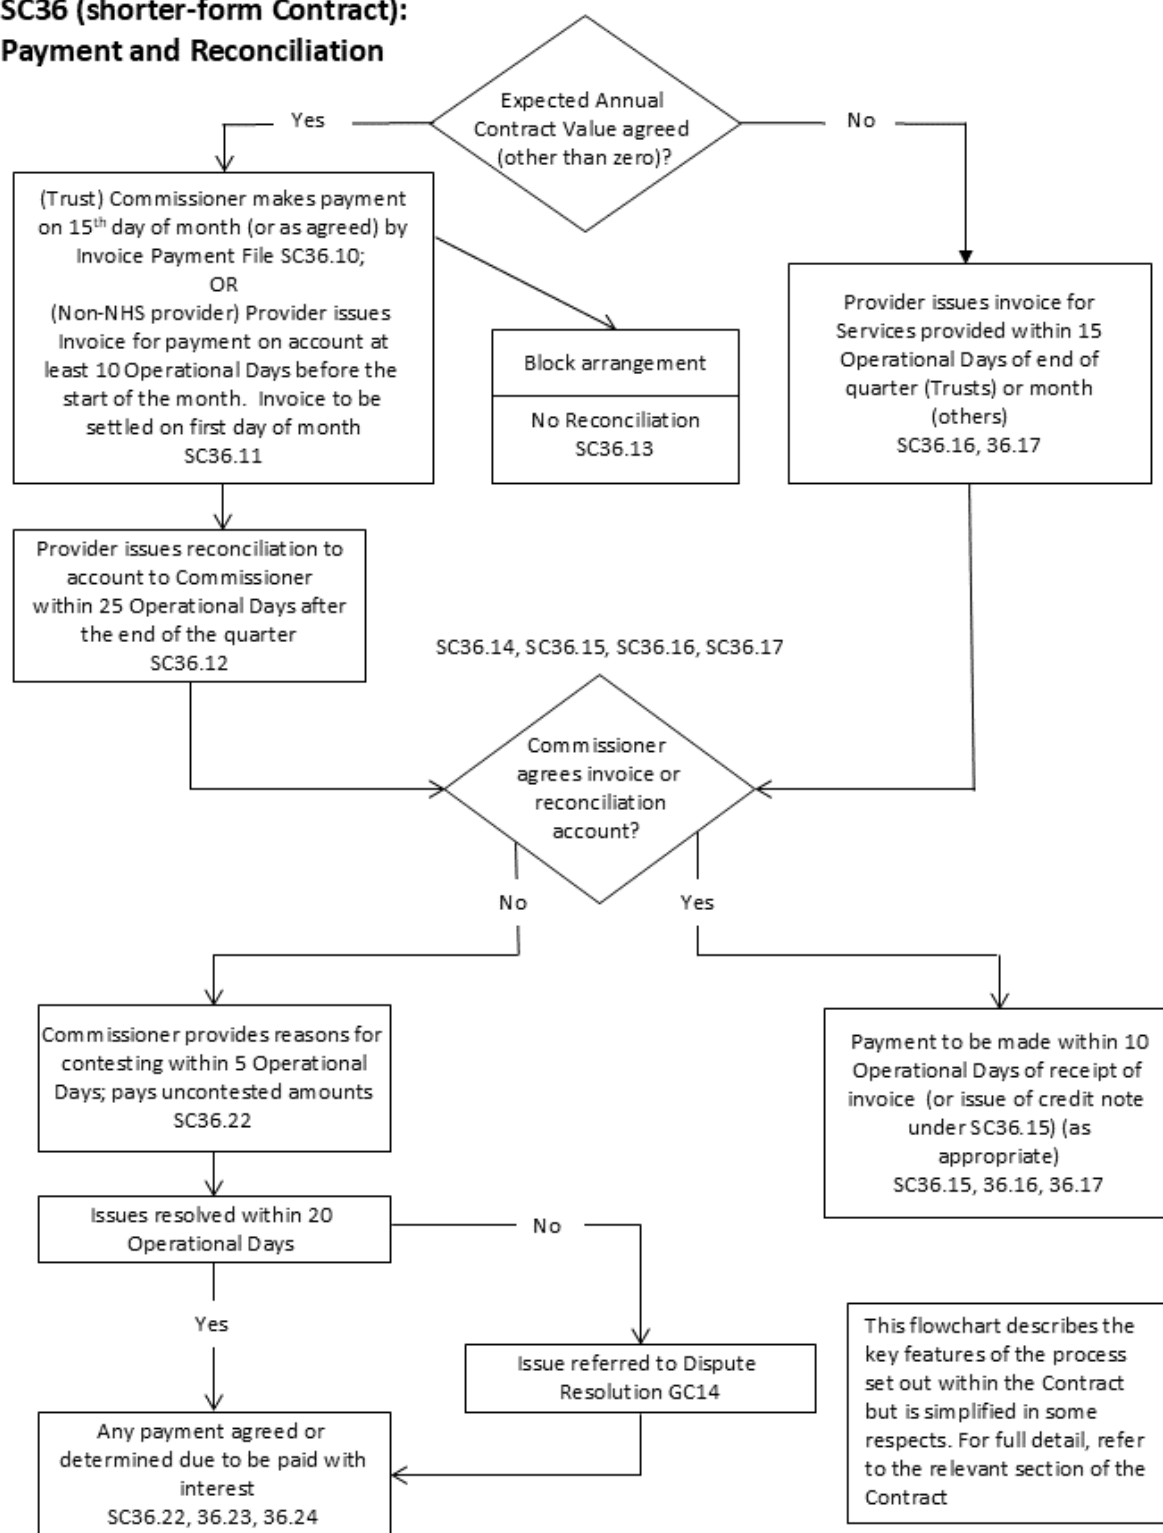 SC36 (shorter-form Contract):
Payment and Reconciliation
Expected Annual
Contract Value agreed
(other than zero)?
Yes
No
(Trust) Commissioner makes payment
on 15th day of month (or as agreed) by
Invoice Payment File SC36.10;
OR
(Non-NHS provider) Provider issues
Invoice for payment on account at
least 10 Operational Days before the
start of the month. Invoice to be
settled on first day of month
SC36.11
Block arrangement
No Reconciliation
SC36.13
Provider issues invoice for
Services provided within 15
Operational Days of end of
quarter (Trusts) or month
(others)
SC36.16, 36.17
Provider issues reconciliation to
account to Commissioner
within 25 Operational Days after
the end of the quarter
SC36.12
SC36.14, SC36.15, SC36.16, SC36.17
Commissioner
agrees invoice or
reconciliation
account?
No
Yes
Commissioner provides reasons for
contesting within 5 Operational
Days; pays uncontested amounts
SC36.22
Payment to be made within 10
Operational Days of receipt of
invoice (or issue of credit note
under SC36.15) (as
appropriate)
SC36.15, 36.16, 36.17
Issues resolved within 20
Operational Days
No
Yes
Issue referred to Dispute
Resolution GC14
Any payment agreed or
determined due to be paid with
interest
SC36.22, 36.23, 36.24
This flowchart describes the
key features of the process
set out within the Contract
but is simplified in some
respects. For full detail, refer
to the relevant section of the
Contract